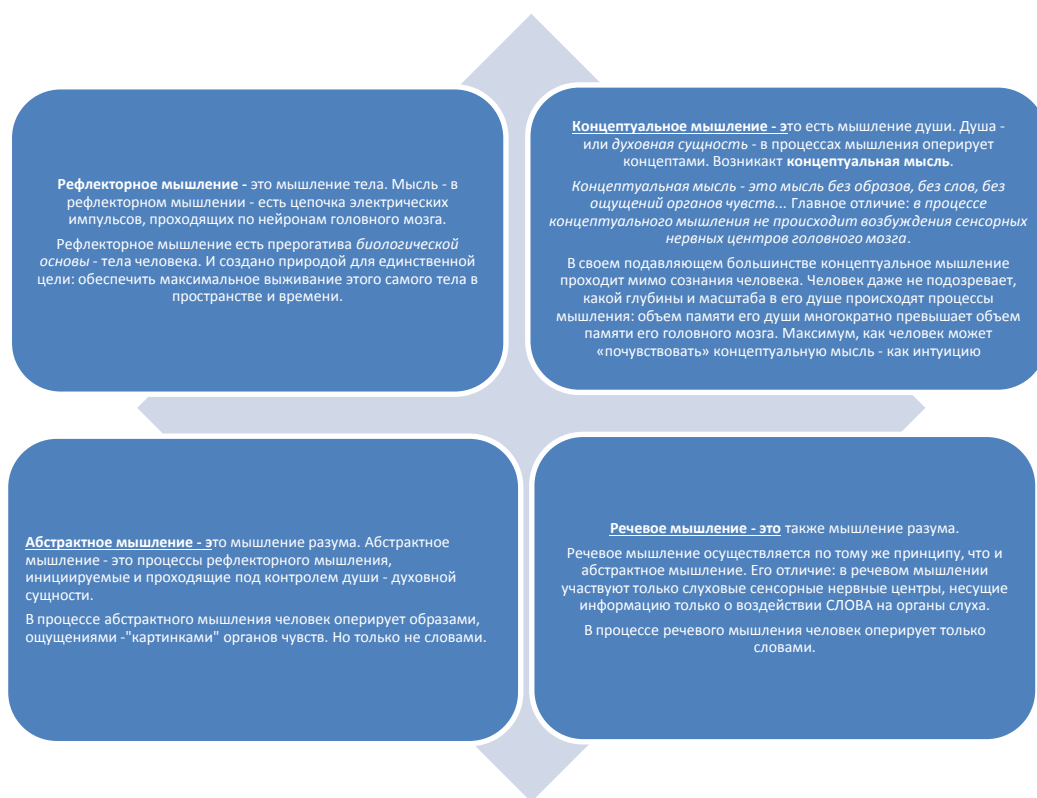 Рефлекторное мышление - это мышление тела. Мысль - в
рефлекторном мышлении - есть цепочка электрических
импульсов, проходящих по нейронам головного мозга.
Рефлекторное мышление есть прерогатива биологической
основы - тела человека. И создано природой для единственной
цели: обеспечить максимальное выживание этого самого тела в
пространстве и времени.
Концептуальное мышление - это есть мышление души. Душа -
или духовная сущность - в процессах мышления оперирует
концептами. Возникакт концептуальная мысль.
Концептуальная мысль - это мысль без образов, без слов, без
ощущений органов чувств... Главное отличие: в процессе
концептуального мышления не происходит возбуждения сенсорных
нервных центров головного мозга.
В своем подавляющем большинстве концептуальное мышление
проходит мимо сознания человека. Человек даже не подозревает,
какой глубины и масштаба в его душе происходят процессы
мышления: объем памяти его души многократно превышает объем
памяти его головного мозга. Максимум, как человек может
«почувствовать» концептуальную мысль - как интуицию
Абстрактное мышление - это мышление разума. Абстрактное
мышление - это процессы рефлекторного мышления,
инициируемые и проходящие под контролем души - духовной
сущности.
В процессе абстрактного мышления человек оперирует образами,
ощущениями -"картинками" органов чувств. Но только не словами.
Речевое мышление - это также мышление разума.
Речевое мышление осуществляется по тому же принципу, что и
абстрактное мышление. Его отличие: в речевом мышлении
участвуют только слуховые сенсорные нервные центры, несущие
информацию только о воздействии СЛОВА на органы слуха.
В процессе речевого мышления человек оперирует только
словами.